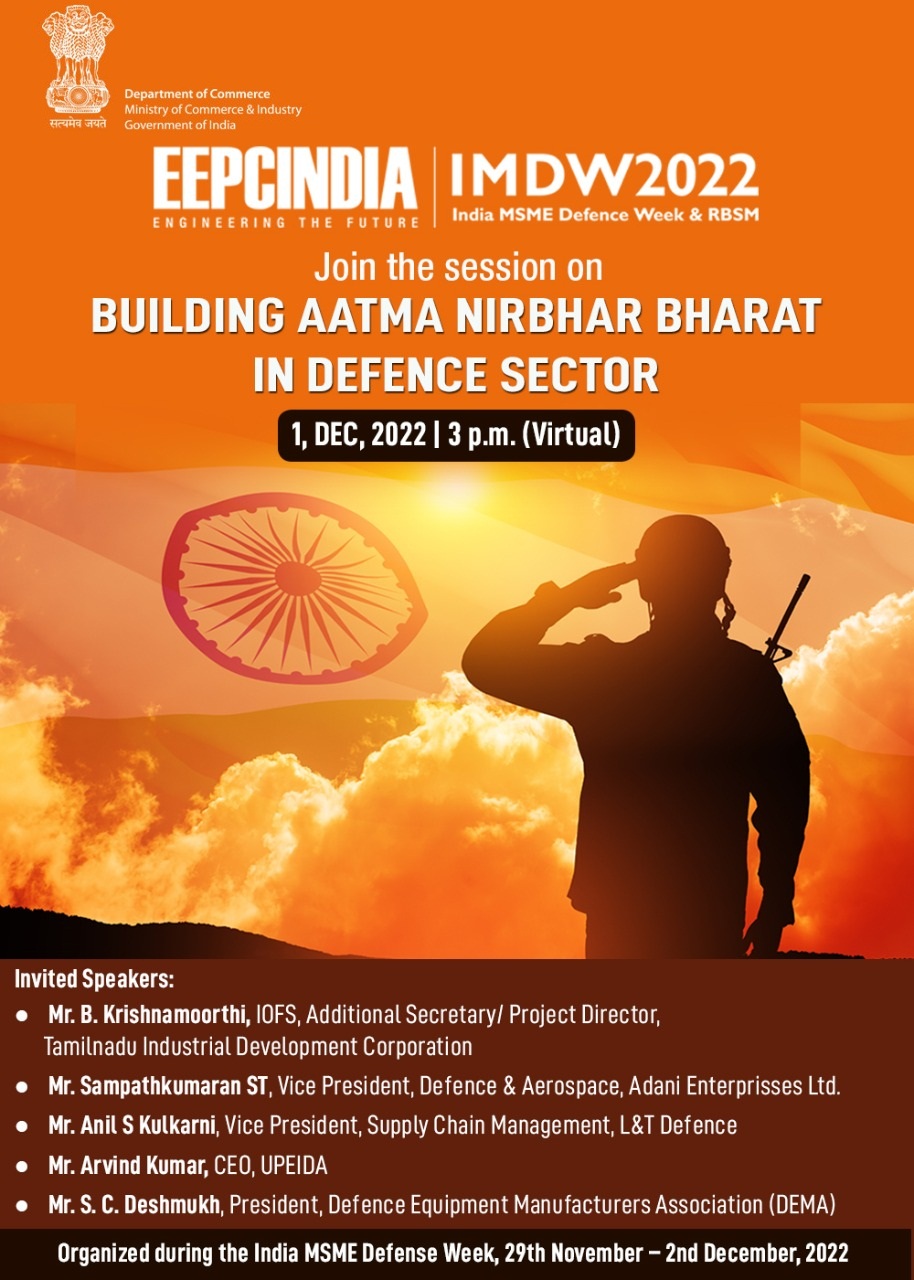 सत्यमेव जयते
Department of Commerce
Ministry of Commerce & Industry
Government of India
EEPCINDIA
ENGINEERING THE FUTURE
IMDW2022
India MSME Defence Week & RBSM
Join the session on
BUILDING AATMA NIRBHAR BHARAT
IN DEFENCE SECTOR
1, DEC, 2022 | 3 p.m. (Virtual)
Invited Speakers:
● Mr. B. Krishnamoorthi, IOFS, Additional Secretary/ Project Director,
Tamilnadu Industrial Development Corporation
● Mr. Sampathkumaran ST, Vice President, Defence & Aerospace, Adani Enterprisses Ltd.
● Mr. Anil S Kulkarni, Vice President, Supply Chain Management, L&T Defence
● Mr. Arvind Kumar, CEO, UPEIDA
● Mr. S. C. Deshmukh, President, Defence Equipment Manufacturers Association (DEMA)
Organized during the India MSME Defense Week, 29th November – 2nd December, 2022